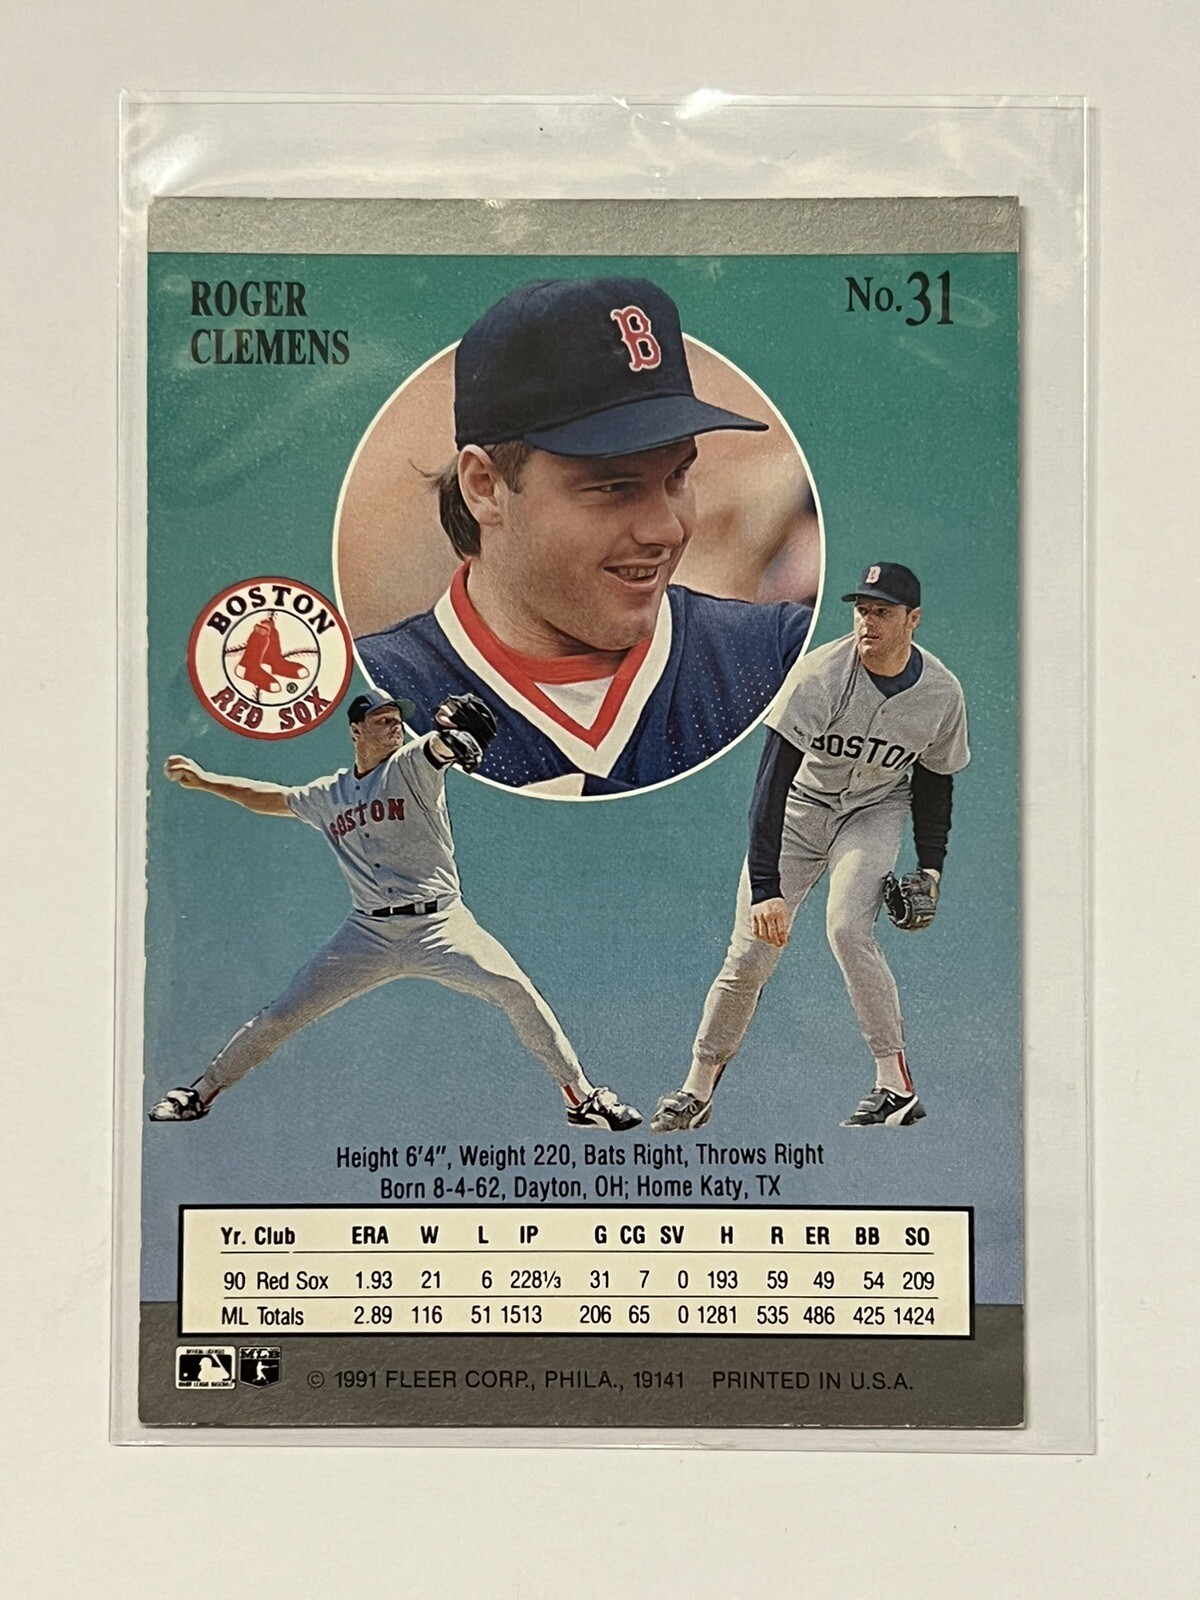 ROGER
CLEMENS
No.31
B
B
BOSTON
RED SOX
®
BOSTON
BOSTON
Height 6'4", Weight 220, Bats Right, Throws Right
Born 8-4-62, Dayton, OH; Home Katy, TX
Yr. Club ERA W L IP G CG SV H R ER BB SO
90 Red Sox 1.93 21 6 228⅓ 31 7 0 193 59 49 54 209
ML Totals 2.89 116 51 1513 206 65 0 1281 535 486 425 1424
MLB
© 1991 FLEER CORP., PHILA., 19141 PRINTED IN U.S.A.